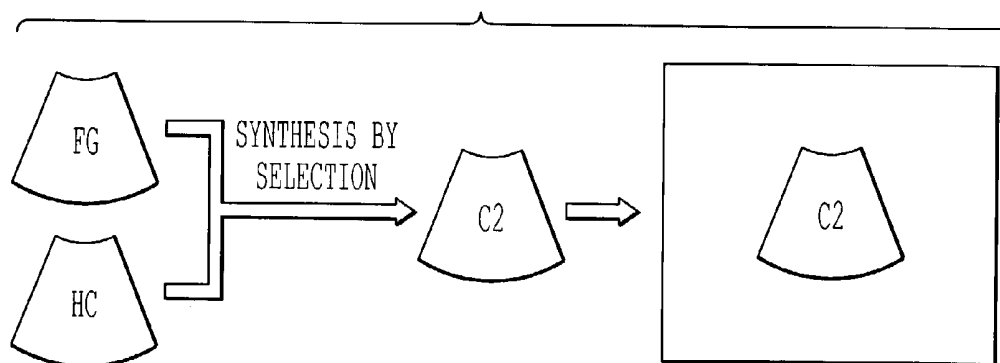 FG
SYNTHESIS BY
SELECTION
C2
C2
HC